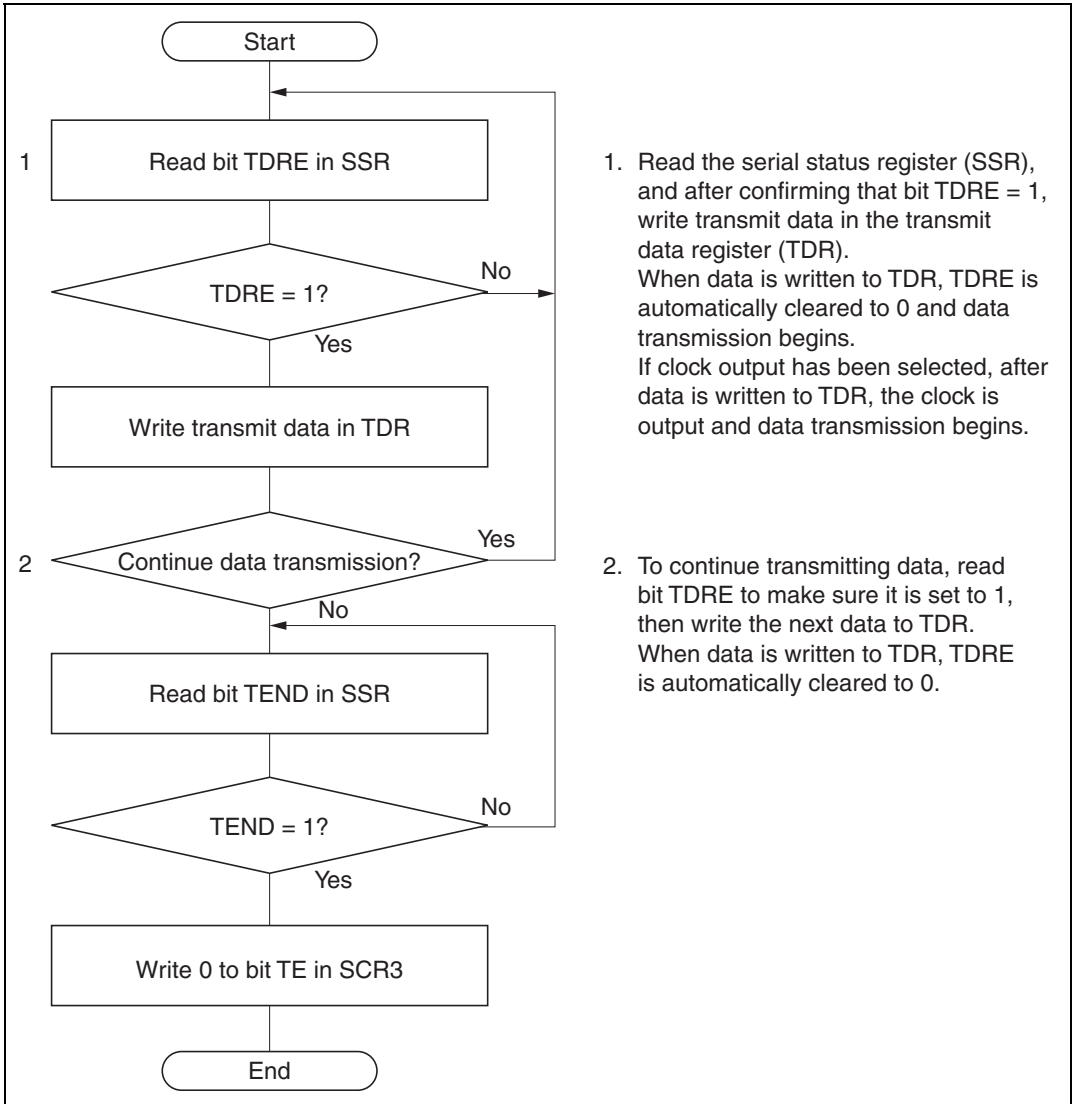 Start
1
Read bit TDRE in SSR
TDRE = 1?
No
Yes
Write transmit data in TDR
2
Continue data transmission?
Yes
No
Read bit TEND in SSR
TEND = 1?
No
Yes
Write 0 to bit TE in SCR3
End
1. Read the serial status register (SSR),
and after confirming that bit TDRE = 1,
write transmit data in the transmit
data register (TDR).
When data is written to TDR, TDRE is
automatically cleared to 0 and data
transmission begins.
If clock output has been selected, after
data is written to TDR, the clock is
output and data transmission begins.
2. To continue transmitting data, read
bit TDRE to make sure it is set to 1,
then write the next data to TDR.
When data is written to TDR, TDRE
is automatically cleared to 0.